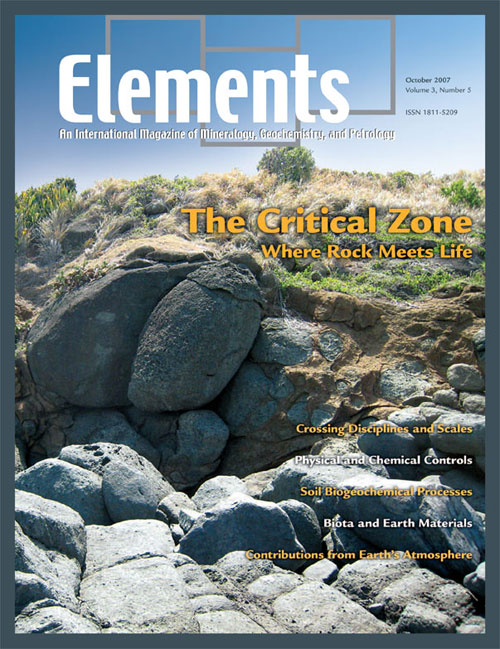 Elements
An International Magazine of Mineralogy, Geochemistry, and Petrology
October 2007
Volume 3, Number 5
ISSN 1811-5209
The Critical Zone
Where Rock Meets Life
Crossing Disciplines and Scales
Physical and Chemical Controls
Soil Biogeochemical Processes
Biota and Earth Materials
Contributions from Earth's Atmosphere